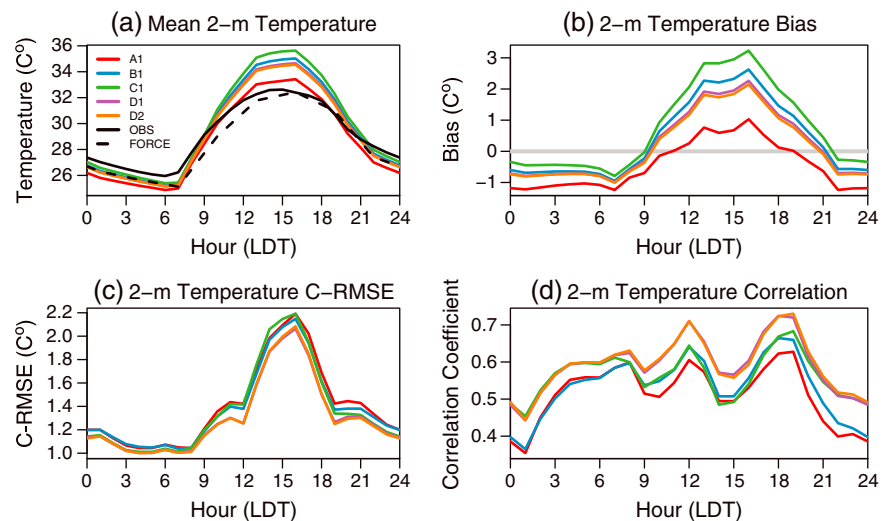 (a) Mean 2-m Temperature
Temperature (C°)
36
34
32
30
28
26
A1
B1
C1
D1
D2
OBS
FORCE
0 3 6 9 12 15 18 21 24
Hour (LDT)
(b) 2-m Temperature Bias
Bias (C°)
3
2
1
0
−1
0 3 6 9 12 15 18 21 24
Hour (LDT)
(c) 2-m Temperature C-RMSE
C-RMSE (C°)
2.2
2.0
1.8
1.6
1.4
1.2
1.0
0 3 6 9 12 15 18 21 24
Hour (LDT)
(d) 2-m Temperature Correlation
Correlation Coefficient
0.7
0.6
0.5
0.4
0 3 6 9 12 15 18 21 24
Hour (LDT)